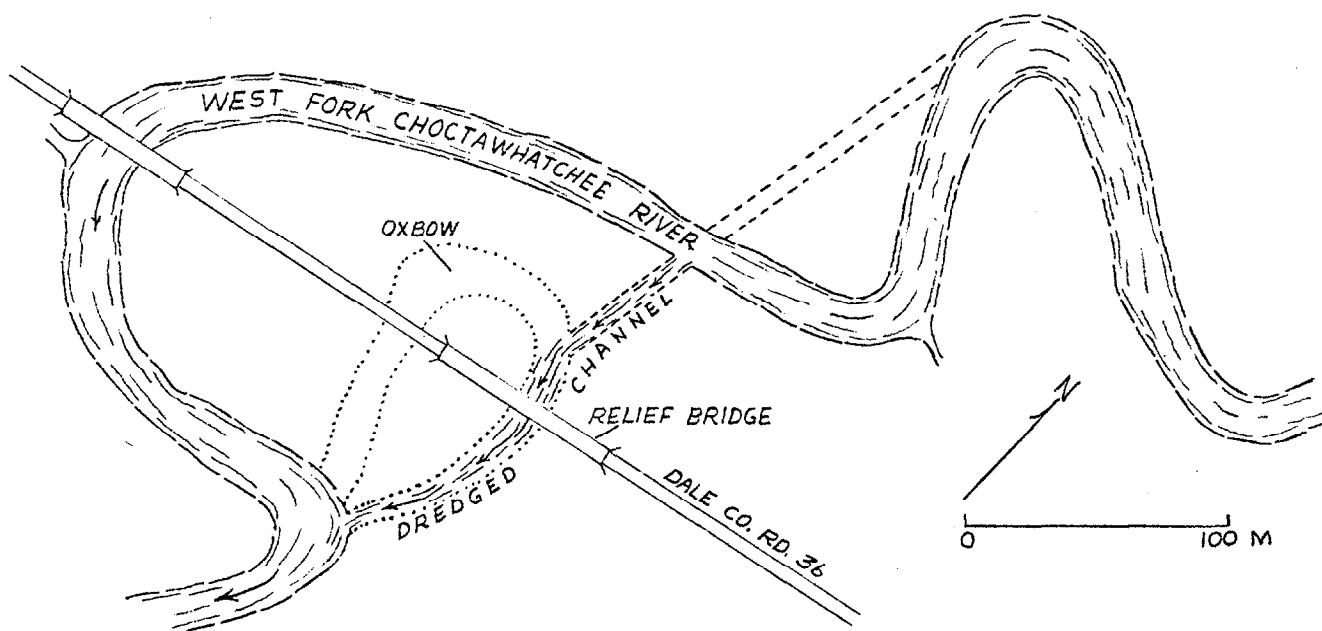 WEST FORK CHOCTAWHATCHEE RIVER
OXBOW
CHANNEL
RELIEF BRIDGE
DREDGED
DALE CO. RD. 36
N
0 100 M